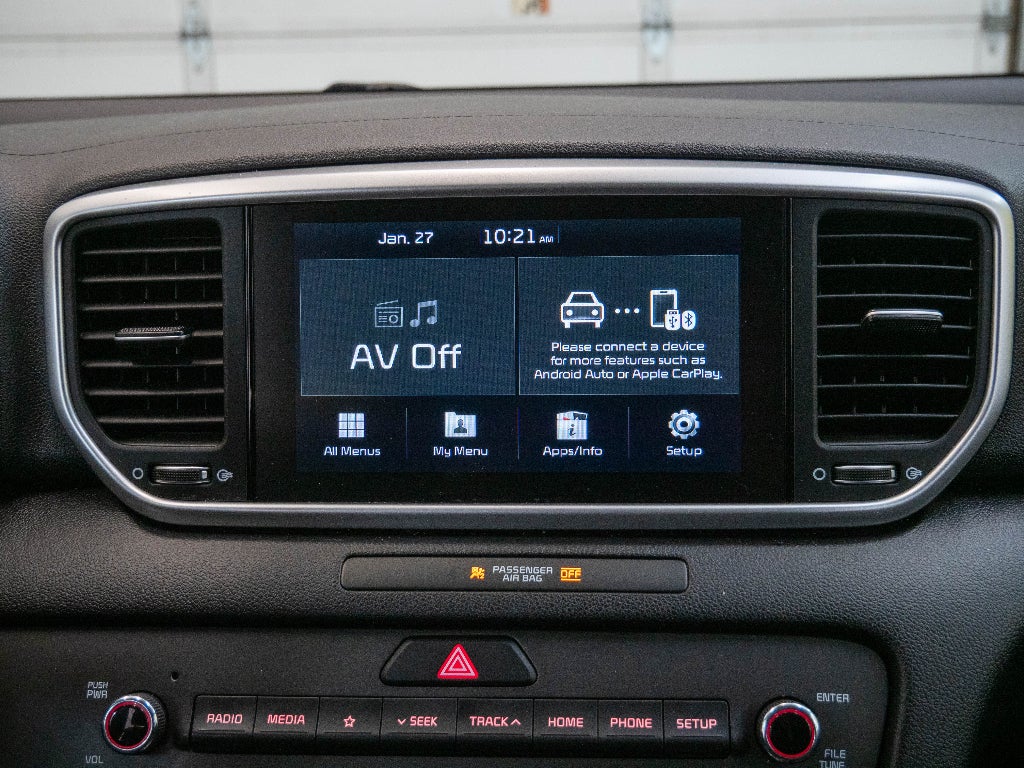 Jan. 27 10:21 AM
AV Off
Please connect a device
for more features such as
Android Auto or Apple CarPlay.
All Menus My Menu Apps/Info Setup
PASSENGER
AIR BAG OFF
PUSH
PWR
VOL
RADIO MEDIA SEEK TRACK HOME PHONE SETUP
ENTER
FILE
TUNE